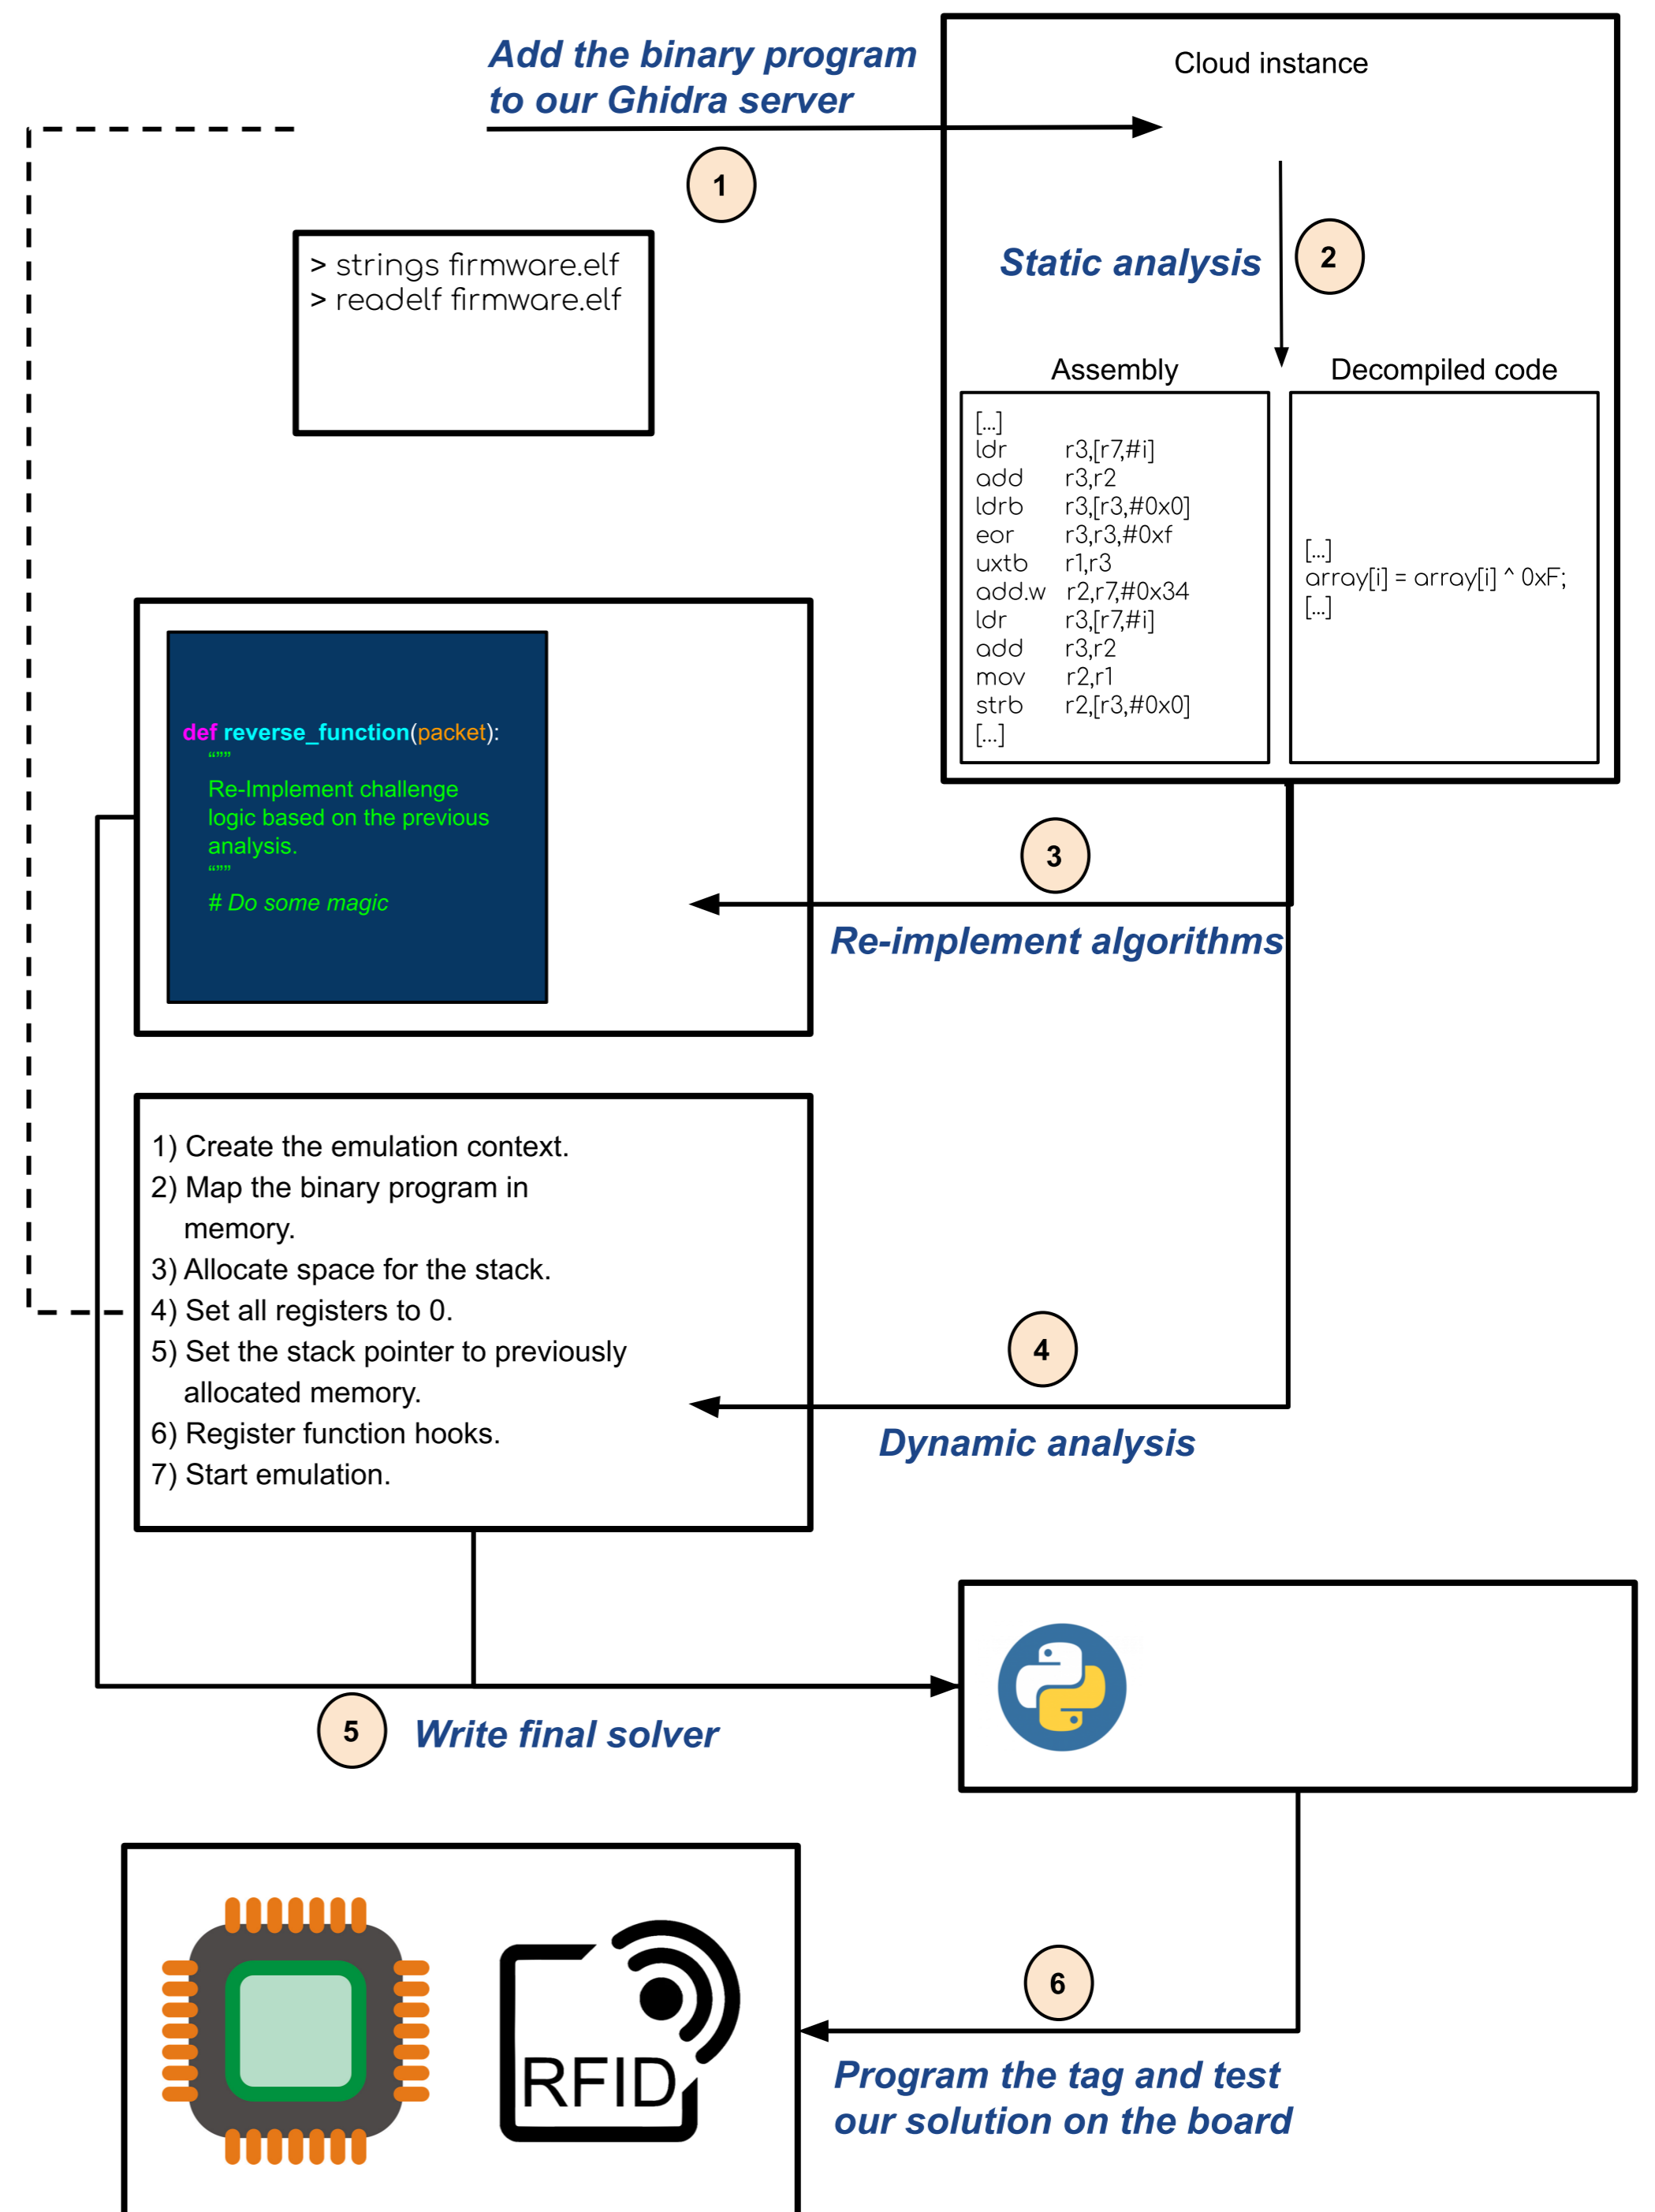 Add the binary program
to our Ghidra server
1
Cloud instance
> strings firmware.elf
> readelf firmware.elf
Static analysis
2
Assembly
[...]
ldr r3,[r7,#i]
add r3,r2
ldrb r3,[r3,#0x0]
eor r3,r3,#0xf
uxtb r1,r3
add.w r2,r7,#0x34
ldr r3,[r7,#i]
add r3,r2
mov r2,r1
strb r2,[r3,#0x0]
[...]
Decompiled code
[...]
array[i] = array[i] ^ 0xF;
[...]
def reverse_function(packet):
“””
Re-Implement challenge
logic based on the previous
analysis.
“””
# Do some magic
3
Re-implement algorithms
1) Create the emulation context.
2) Map the binary program in
memory.
3) Allocate space for the stack.
4) Set all registers to 0.
5) Set the stack pointer to previously
allocated memory.
6) Register function hooks.
7) Start emulation.
4
Dynamic analysis
5
Write final solver
RFID
6
Program the tag and test
our solution on the board